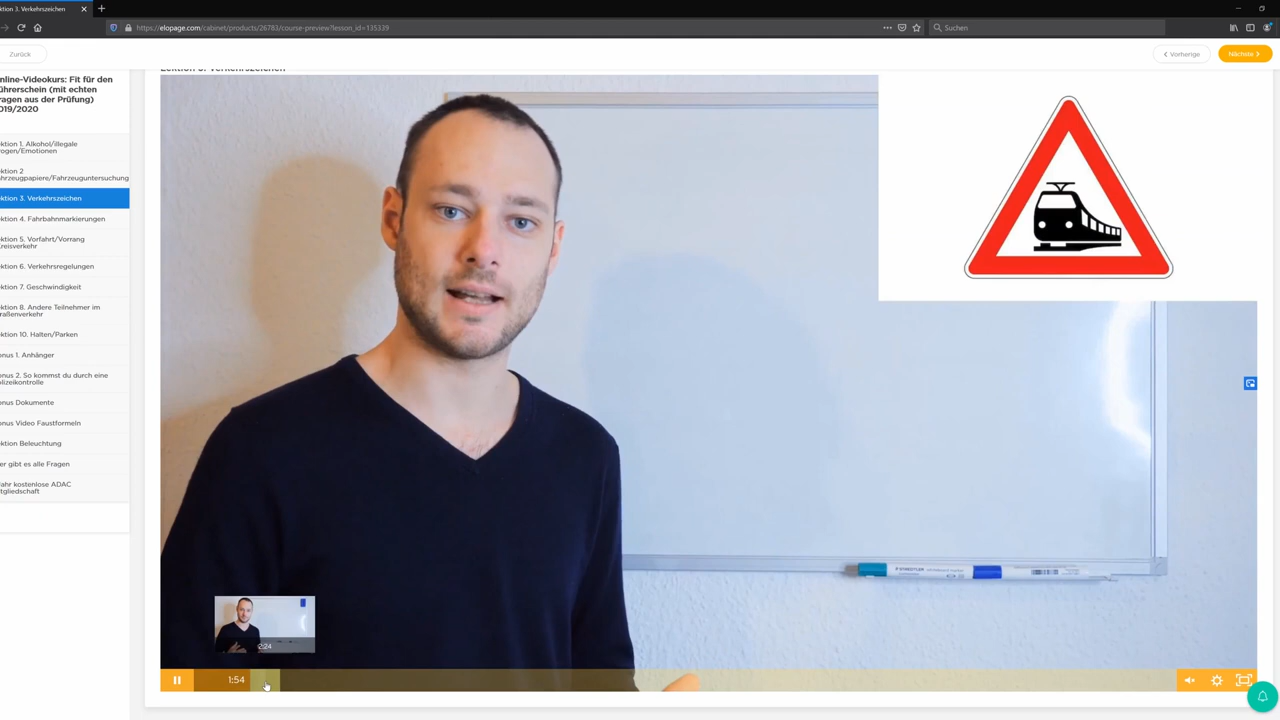 ktion 3. Verkehrszeichen
https://elopage.com/cabinet/products/26783/course-preview?lesson_id=135339
Suchen
Zurück
Vorherige
Nächste
nline-Videokurs: Fit für den
ührerschein (mit echten
ragen aus der Prüfung)
019/2020
ktion 1. Alkohol/illegale
rogen/Emotionen
ktion 2
ahrzeugpapiere/Fahrzeuguntersuchung
ktion 3. Verkehrszeichen
ktion 4. Fahrbahnmarkierungen
ktion 5. Vorfahrt/Vorrang
reisverkehr
ktion 6. Verkehrsregelungen
ktion 7. Geschwindigkeit
ktion 8. Andere Teilnehmer im
raßenverkehr
ktion 10. Halten/Parken
onus 1. Anhänger
onus 2. So kommst du durch eine
olizeikontrolle
onus Dokumente
onus Video Faustformeln
ktion Beleuchtung
er gibt es alle Fragen
ahr kostenlose ADAC
tgliedschaft
STAEDTLER
2:24
1:54